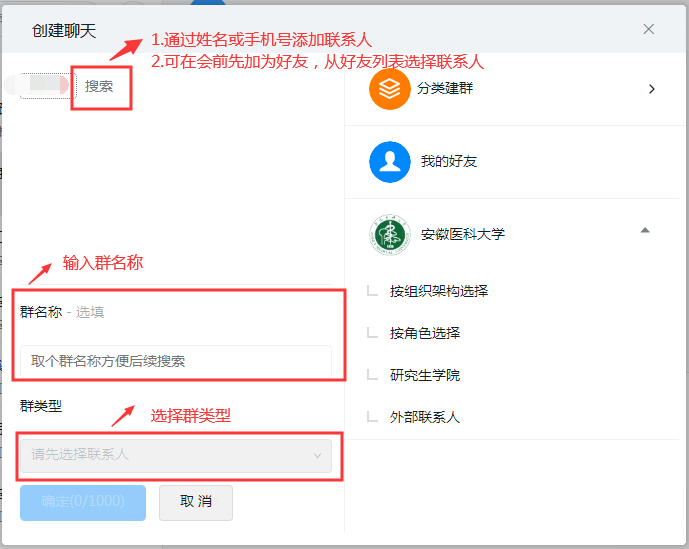 创建聊天
1.通过姓名或手机号添加联系人
2.可在会前先加为好友，从好友列表选择联系人
搜索
分类建群
我的好友
安徽医科大学
输入群名称
群名称 - 选填
按组织架构选择
按角色选择
取个群名称方便后续搜索
研究生学院
群类型
选择群类型
外部联系人
请先选择联系人
确定(0/1000)
取 消